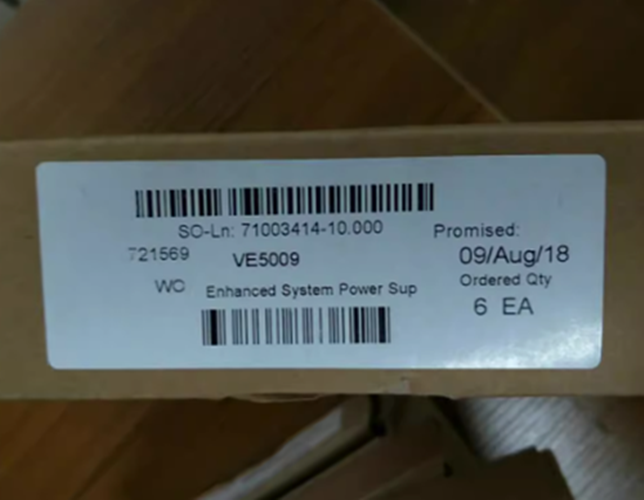 SO-Ln: 71003414-10.000
Promised:
721569 VE5009 09/Aug/18
Ordered Qty
WO Enhanced System Power Sup
6 EA